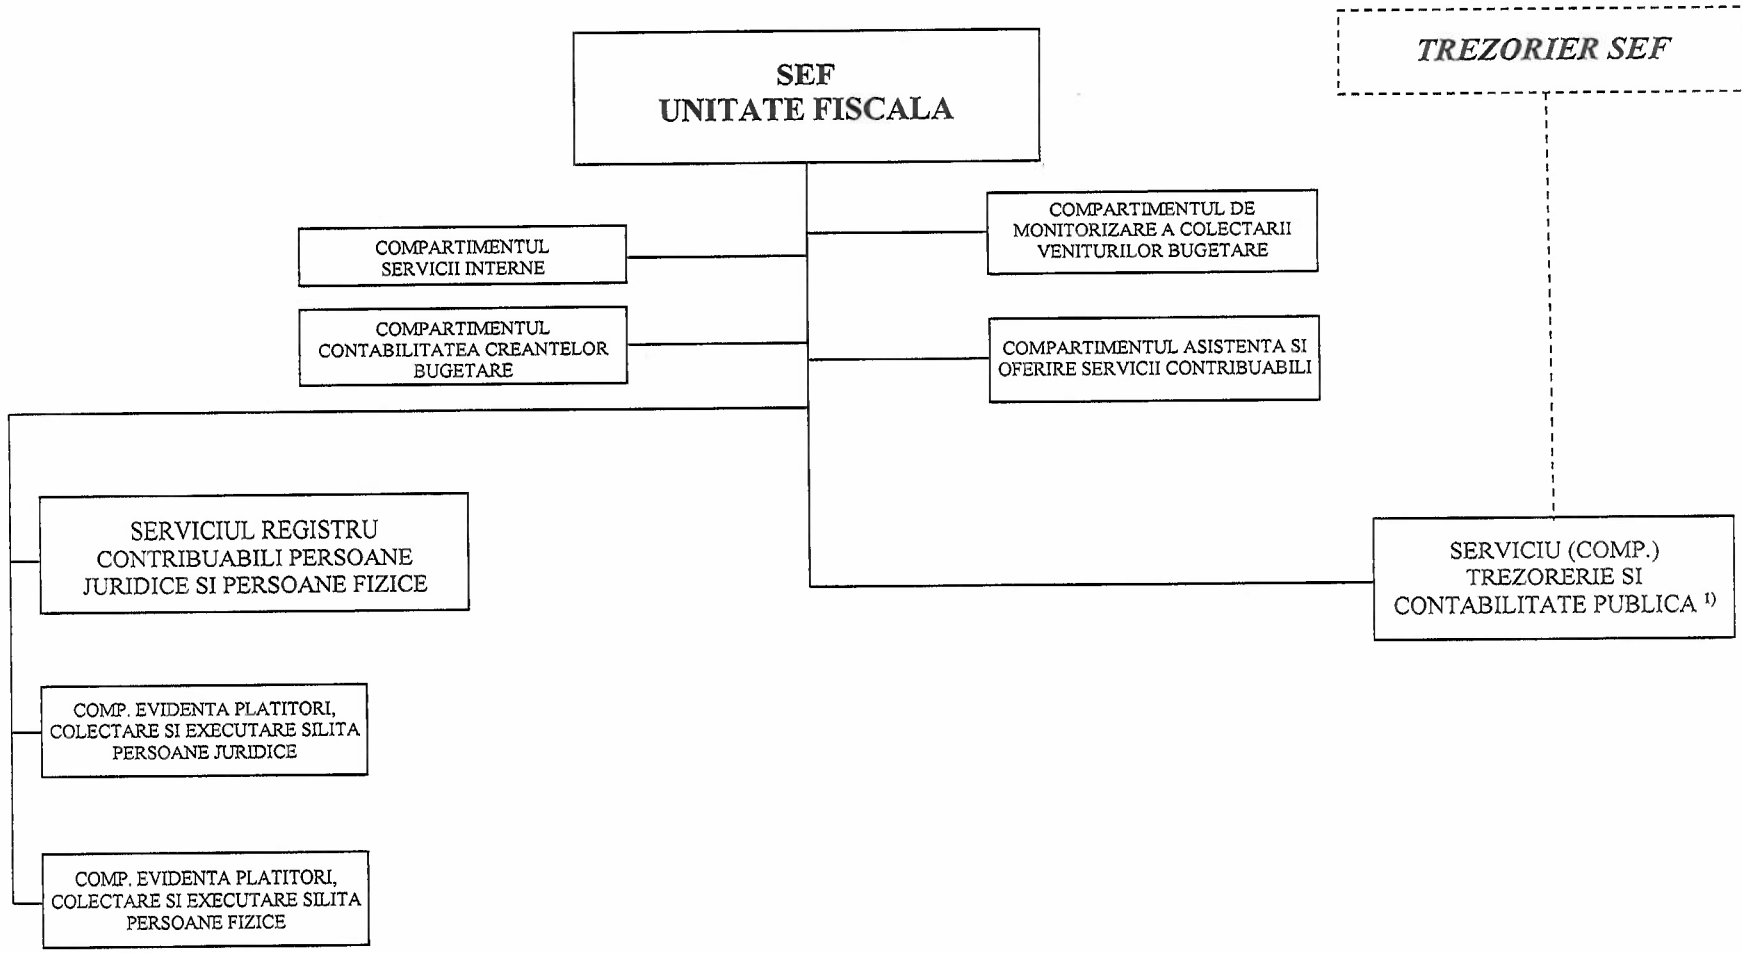 SEF
UNITATE FISCALA
TREZORIER SEF
COMPARTIMENTUL
SERVICII INTERNE
COMPARTIMENTUL DE
MONITORIZARE A COLECTARII
VENITURILOR BUGETARE
COMPARTIMENTUL
CONTABILITATEA CREANTELOR
BUGETARE
COMPARTIMENTUL ASISTENTA SI
OFERIRE SERVICII CONTRIBUABILI
SERVICIUL REGISTRU
CONTRIBUABILI PERSOANE
JURIDICE SI PERSOANE FIZICE
SERVICIU (COMP.)
TREZORERIE SI
CONTABILITATE PUBLICA 1)
COMP. EVIDENTA PLATITORI,
COLECTARE SI EXECUTARE SILITA
PERSOANE JURIDICE
COMP. EVIDENTA PLATITORI,
COLECTARE SI EXECUTARE SILITA
PERSOANE FIZICE